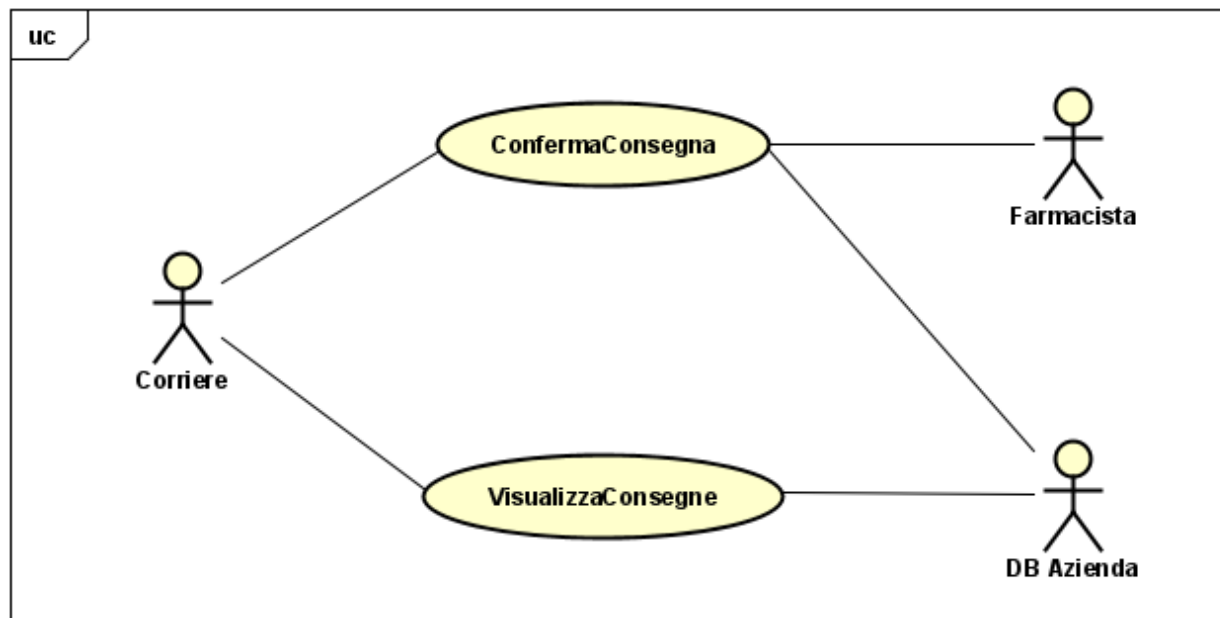 uc
ConfermaConsegna
Farmacista
Corriere
VisualizzaConsegne
DB Azienda